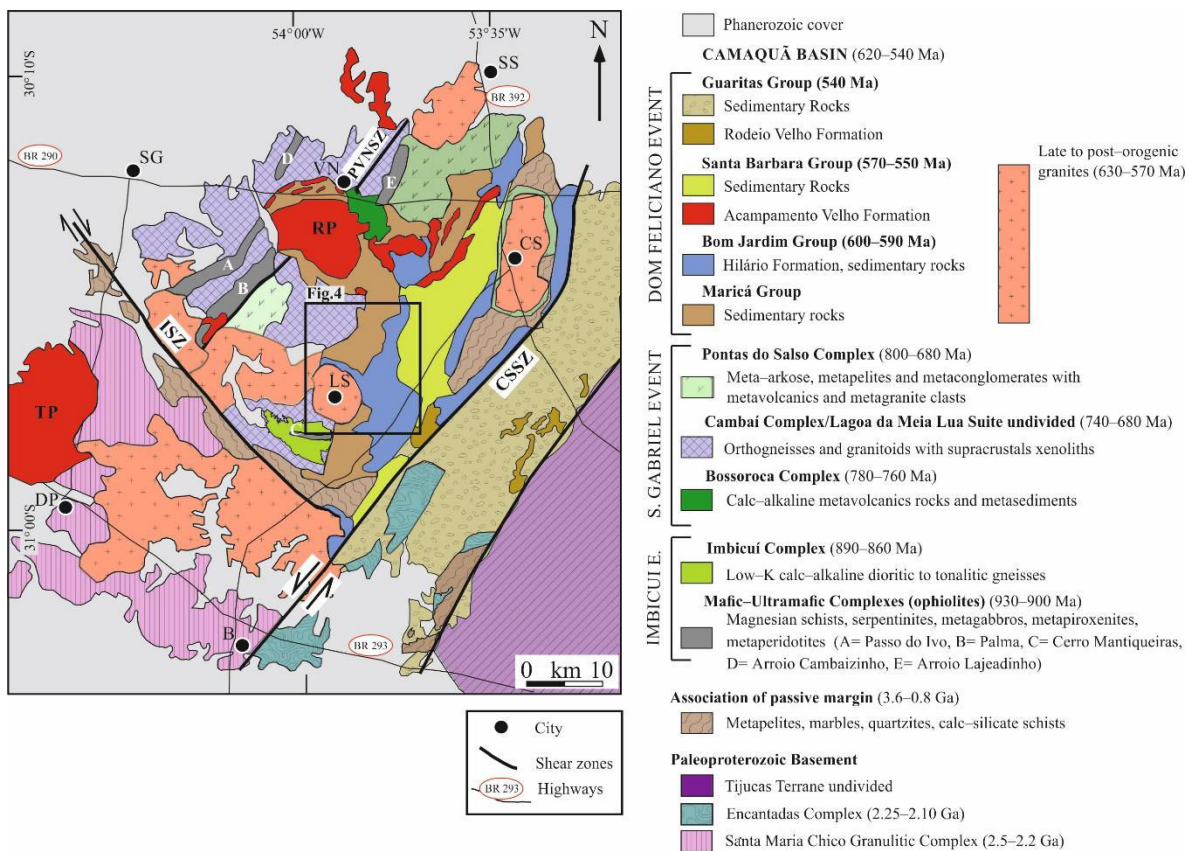 54°00'W
53°35'W
N
30° 10'S
SS
BR 392
D
PVNSZ
VN
E
BR 290
SG
RP
CS
A
B
Fig.4
ISZ
LS
CSSZ
TP
C
DP
31° 00'S
B
BR 293
0 km 10
City
Shear zones
BR 293 Highways
Phanerozoic cover
CAMAQUÃ BASIN (620–540 Ma)
DOM FELICIANO EVENT
Guaritas Group (540 Ma)
Sedimentary Rocks
Rodeio Velho Formation
Santa Barbara Group (570–550 Ma)
Sedimentary Rocks
Acampamento Velho Formation
Bom Jardim Group (600–590 Ma)
Hilário Formation, sedimentary rocks
Maricá Group
Sedimentary rocks
Late to post–orogenic
granites (630–570 Ma)
S. GABRIEL EVENT
Pontas do Salso Complex (800–680 Ma)
Meta–arkose, metapelites and metaconglomerates with
metavolcanics and metagranite clasts
Cambaí Complex/Lagoa da Meia Lua Suite undivided (740–680 Ma)
Orthogneisses and granitoids with supracrustals xenoliths
Bossoroca Complex (780–760 Ma)
Calc–alkaline metavolcanics rocks and metasediments
IMBICUI E.
Imbicuí Complex (890–860 Ma)
Low–K calc–alkaline dioritic to tonalitic gneisses
Mafic–Ultramafic Complexes (ophiolites) (930–900 Ma)
Magnesian schists, serpentinites, metagabbros, metapiroxenites,
metaperidotites (A= Passo do Ivo, B= Palma, C= Cerro Mantiqueiras,
D= Arroio Cambaizinho, E= Arroio Lajeadinho)
Association of passive margin (3.6–0.8 Ga)
Metapelites, marbles, quartzites, calc–silicate schists
Paleoproterozoic Basement
Tijucas Terrane undivided
Encantadas Complex (2.25–2.10 Ga)
Santa Maria Chico Granulitic Complex (2.5–2.2 Ga)